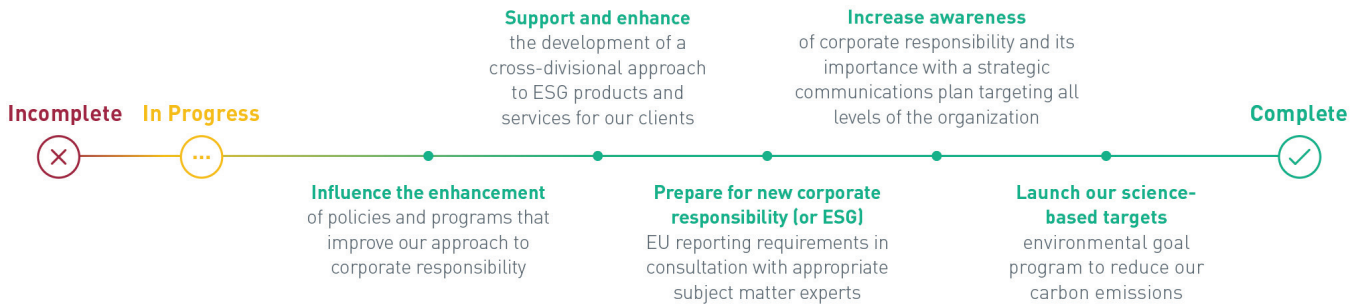 Incomplete
In Progress
Influence the enhancement
of policies and programs that
improve our approach to
corporate responsibility
Support and enhance
the development of a
cross-divisional approach
to ESG products and
services for our clients
Prepare for new corporate
responsibility (or ESG)
EU reporting requirements in
consultation with appropriate
subject matter experts
Increase awareness
of corporate responsibility and its
importance with a strategic
communications plan targeting all
levels of the organization
Launch our science-
based targets
environmental goal
program to reduce our
carbon emissions
Complete